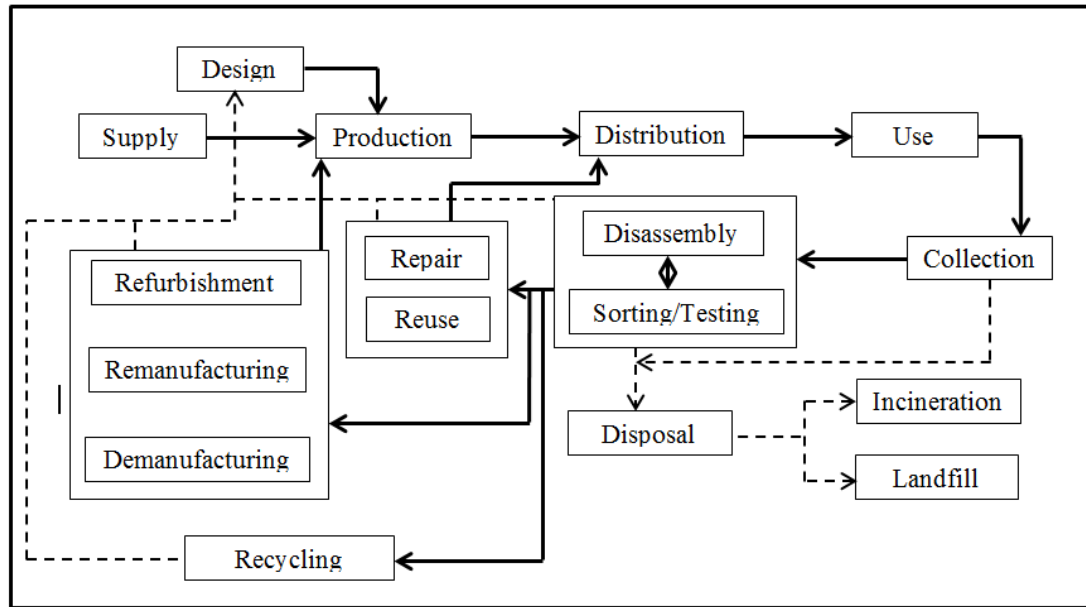 Design
Supply
Production
Distribution
Use
Disassembly
Collection
Repair
Refurbishment
Sorting/Testing
Reuse
Remanufacturing
Incineration
Disposal
Demanufacturing
Landfill
Recycling